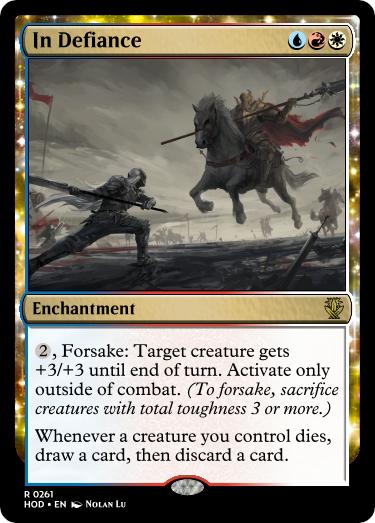 In Defiance
Enchantment
2, Forsake: Target creature gets
+3/+3 until end of turn. Activate only
outside of combat. (To forsake, sacrifice
creatures with total toughness 3 or more.)
Whenever a creature you control dies,
draw a card, then discard a card.
R 0261
HOD • EN Nolan Lu